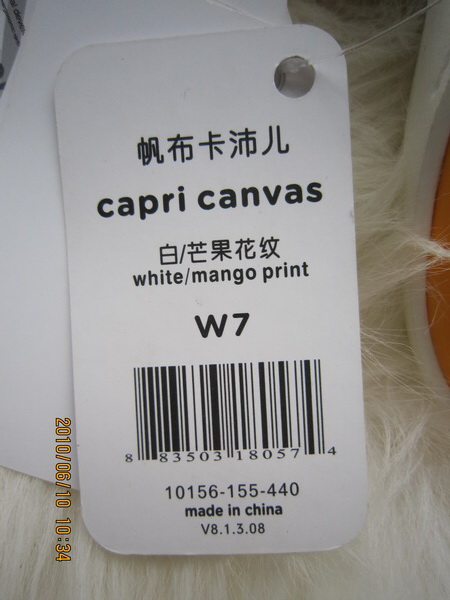 帆布卡沛儿
capri canvas
白/芒果花纹
white/mango print
W7
8 83503 18057 4
10156-155-440
made in china
V8.1.3.08
2010/06/10 10:34